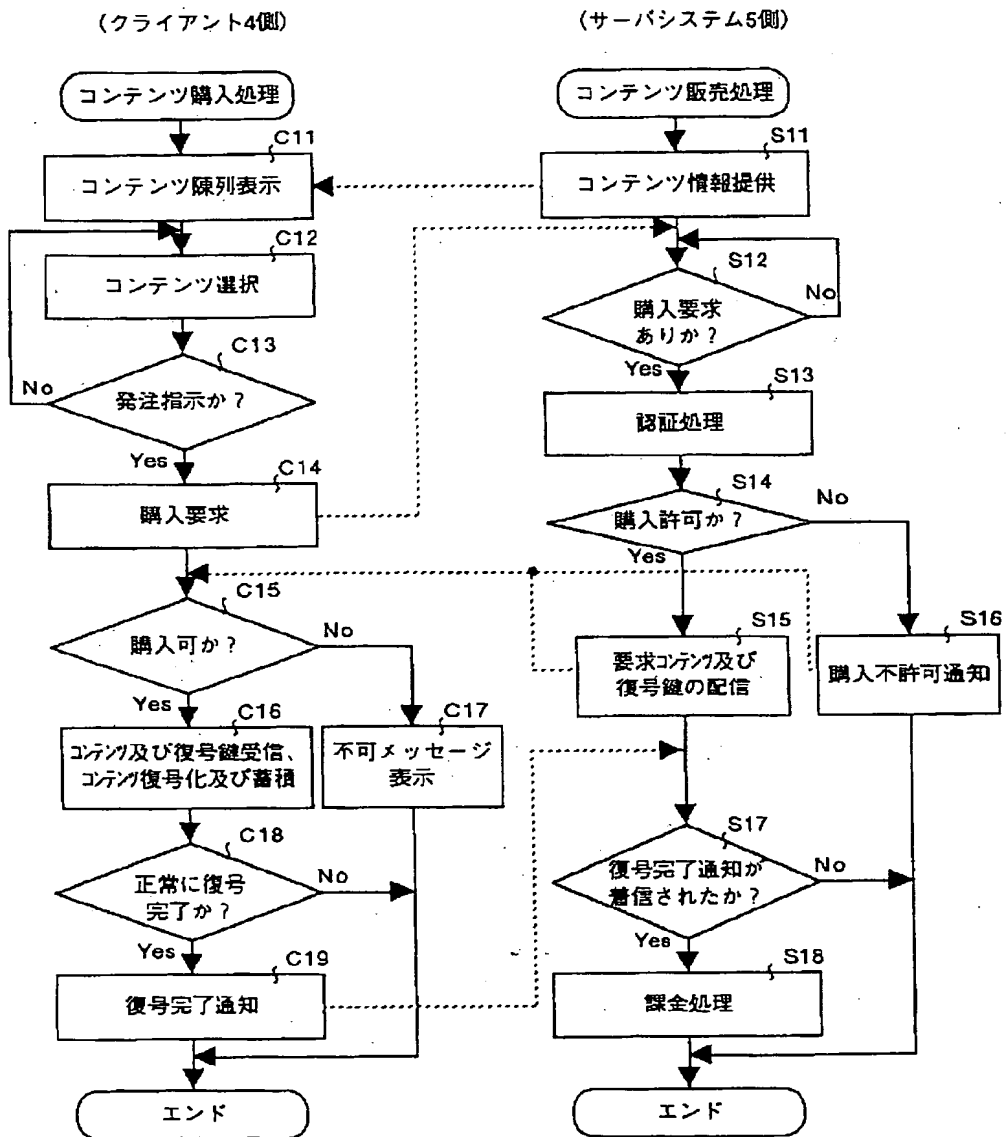 (クライアント4側)
コンテンツ購入処理
C11
コンテンツ陳列表示
C12
コンテンツ選択
C13
発注指示か?
No
Yes
C14
購入要求
C15
購入可か?
No
Yes
C16
コンテンツ及び復号鍵受信、
コンテンツ復号化及び蓄積
C17
不可メッセージ
表示
C18
正常に復号
完了か?
No
Yes
C19
復号完了通知
エンド
(サーバシステム5側)
コンテンツ販売処理
S11
コンテンツ情報提供
S12
購入要求
ありか?
No
Yes
S13
認証処理
S14
購入許可か?
No
Yes
S15
要求コンテンツ及び
復号鍵の配信
S16
購入不許可通知
S17
復号完了通知が
着信されたか?
No
Yes
S18
課金処理
エンド